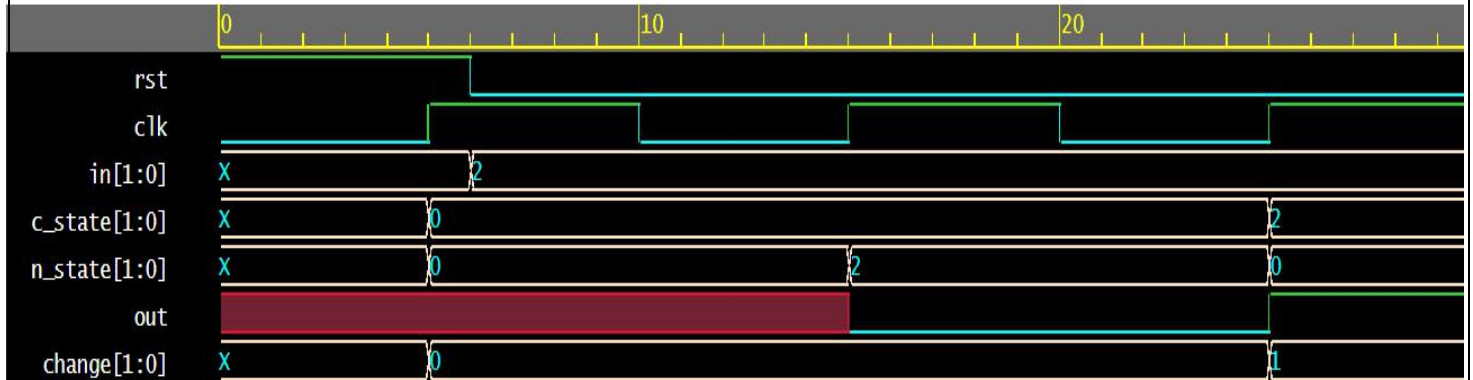 0 10 20
rst
clk
in[1:0] X 2
c_state[1:0] X 0 2
n_state[1:0] X 0 2 0
out
change[1:0] X 0 1